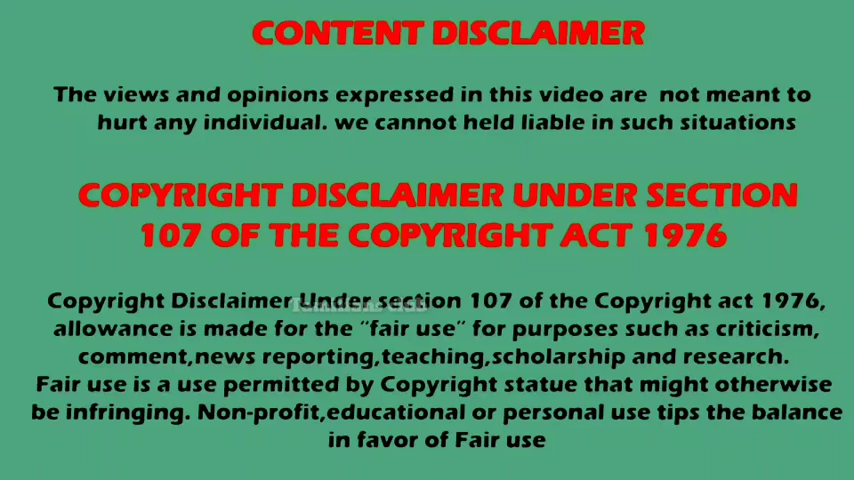 CONTENT DISCLAIMER
The views and opinions expressed in this video are not meant to
hurt any individual. we cannot held liable in such situations
COPYRIGHT DISCLAIMER UNDER SECTION
107 OF THE COPYRIGHT ACT 1976
Copyright Disclaimer Under section 107 of the Copyright act 1976,
allowance is made for the “fair use” for purposes such as criticism,
comment,news reporting,teaching,scholarship and research.
Fair use is a use permitted by Copyright statue that might otherwise
be infringing. Non-profit,educational or personal use tips the balance
in favor of Fair use